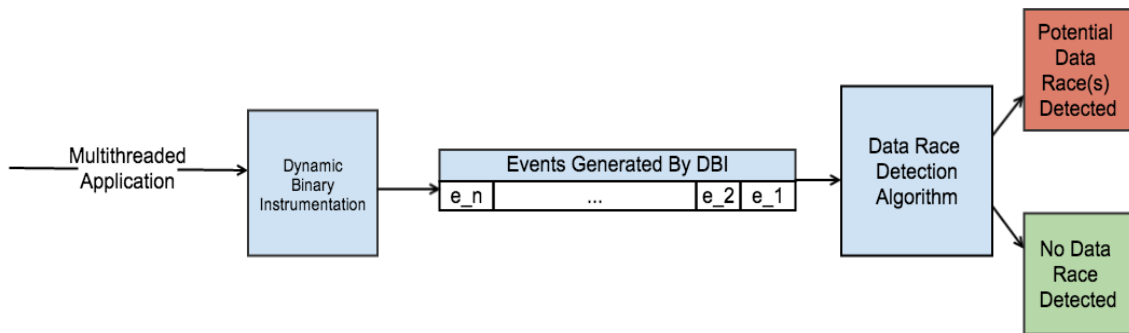 Multithreaded
Application
Dynamic
Binary
Instrumentation
Events Generated By DBI
e_n
...
e_2
e_1
Data Race
Detection
Algorithm
Potential
Data
Race(s)
Detected
No Data
Race
Detected